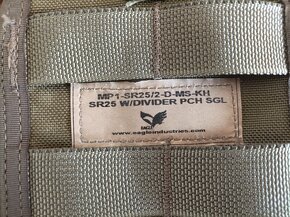 MP1-SR25/2-D-MS-KH
SR25 W/DIVIDER PCH SGL
EAGLE
www.eagleindustries.com